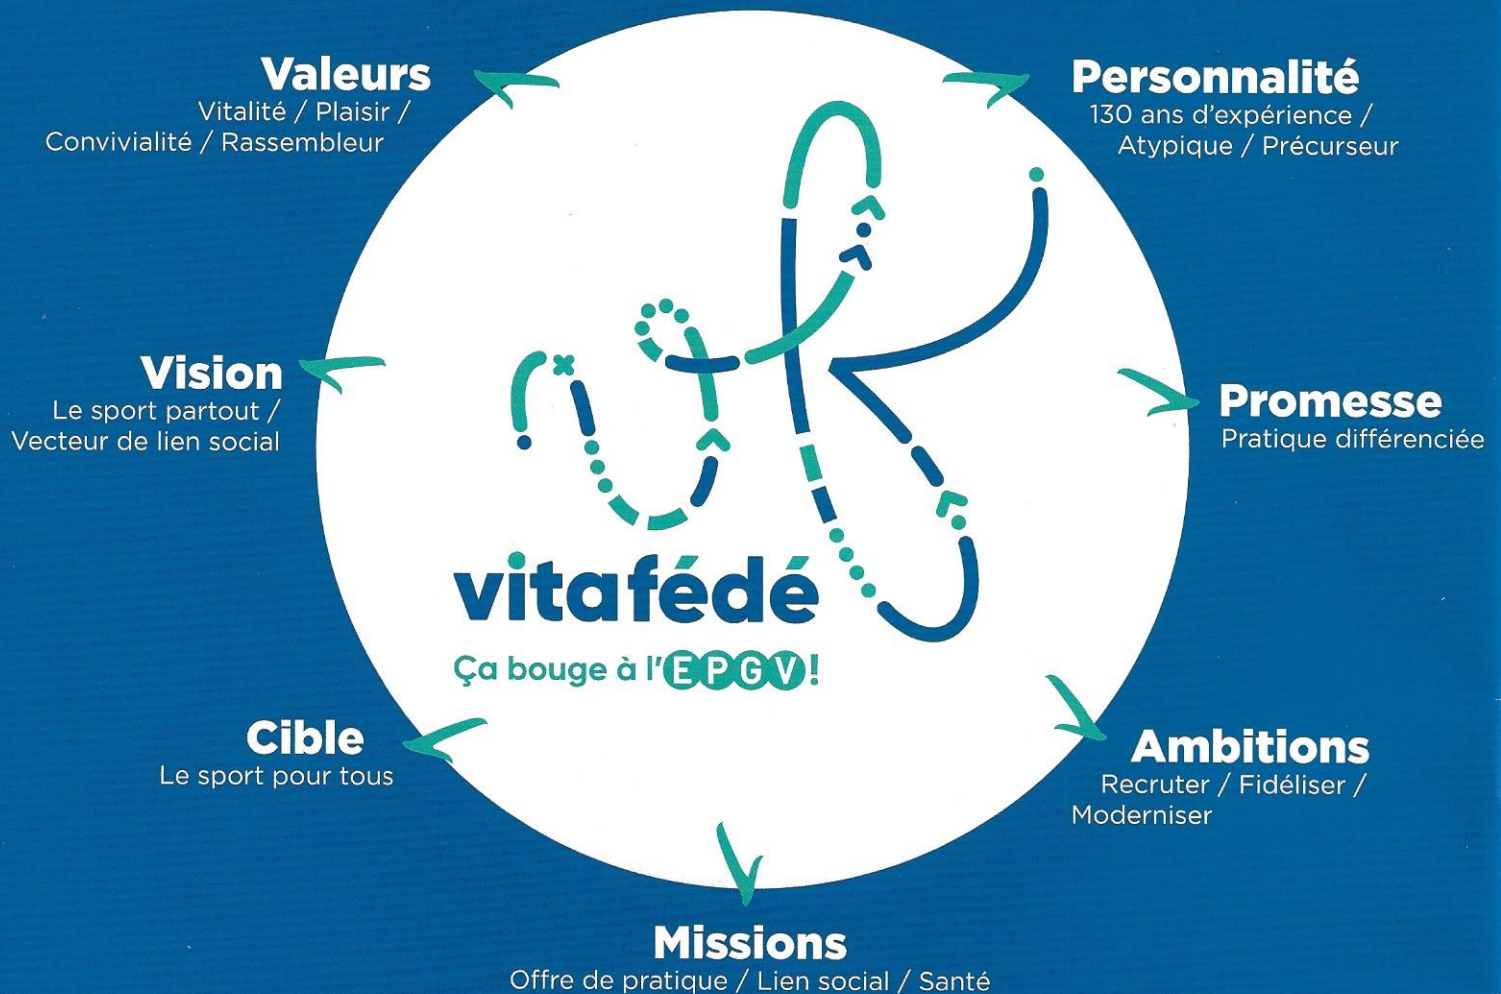 Valeurs
Vitalité / Plaisir /
Convivialité / Rassembleur
Personnalité
130 ans d'expérience /
Atypique / Précurseur
Vision
Le sport partout /
Vecteur de lien social
Promesse
Pratique différenciée
vitafédé
Ça bouge à l'EPGV!
Cible
Le sport pour tous
Ambitions
Recruter / Fidéliser /
Moderniser
Missions
Offre de pratique / Lien social / Santé